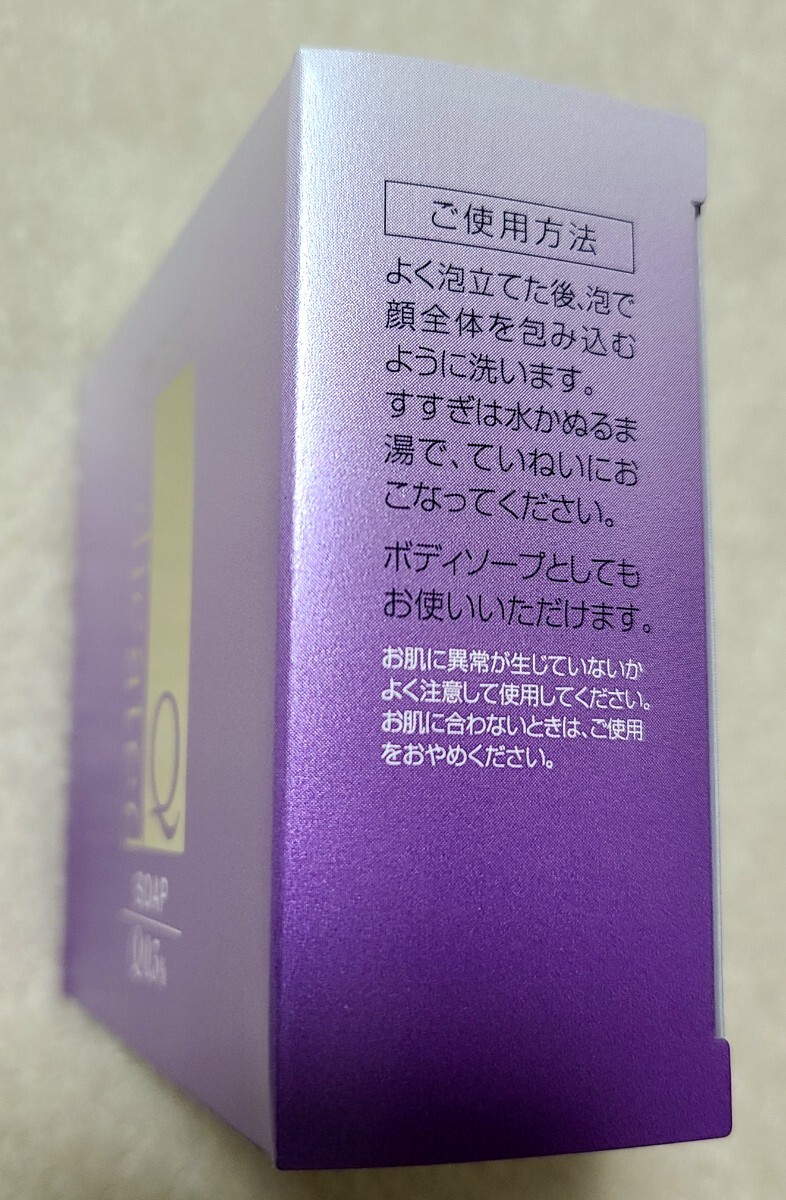 ご使用方法
よく泡立てた後、泡で
顔全体を包み込む
ように洗います。
すすぎは水かぬるま
湯で、ていねいにお
こなってください。
ボディソープとしても
お使いいただけます。
お肌に異常が生じていないか
よく注意して使用してください。
お肌に合わないときは、ご使用
をおやめください。
Q
SOAP